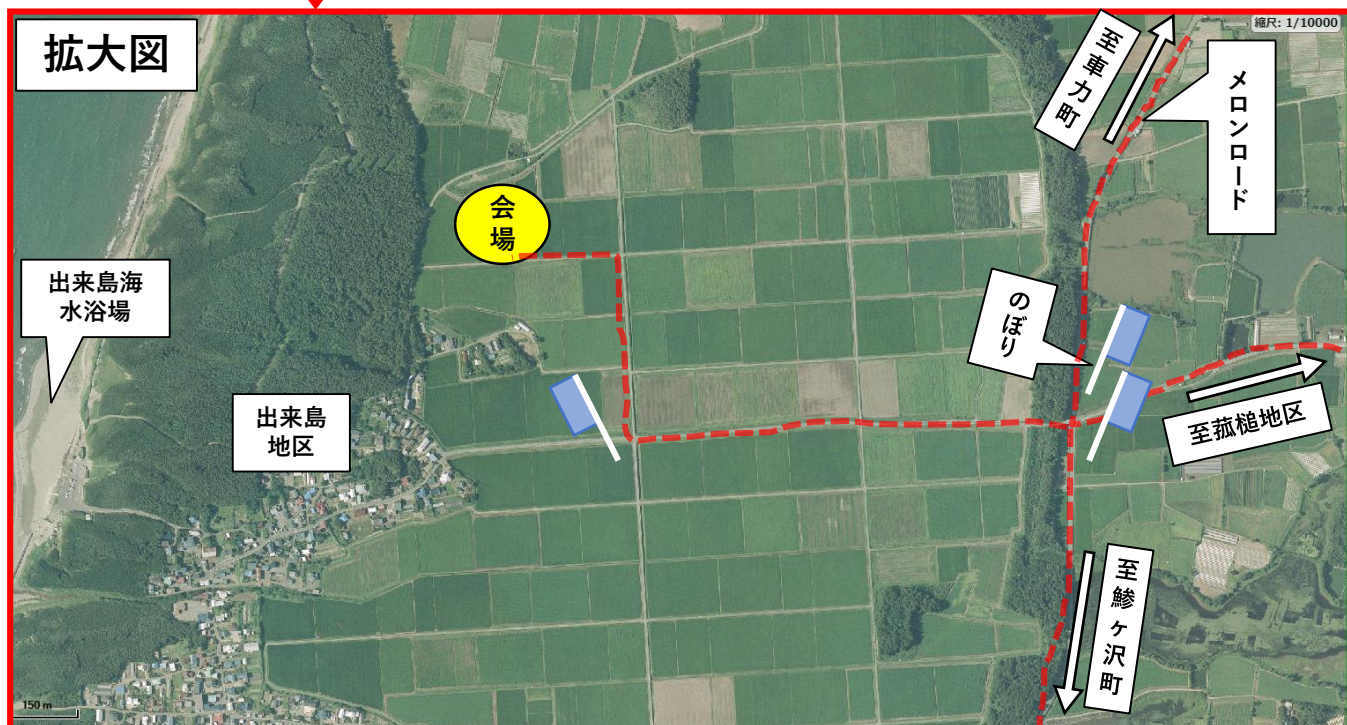 拡大図
縮尺: 1/10000
至車力町
メロンロード
会場
出来島海
水浴場
のぼり
出来島
地区
至菰槌地区
至鰺ヶ沢町
150 m